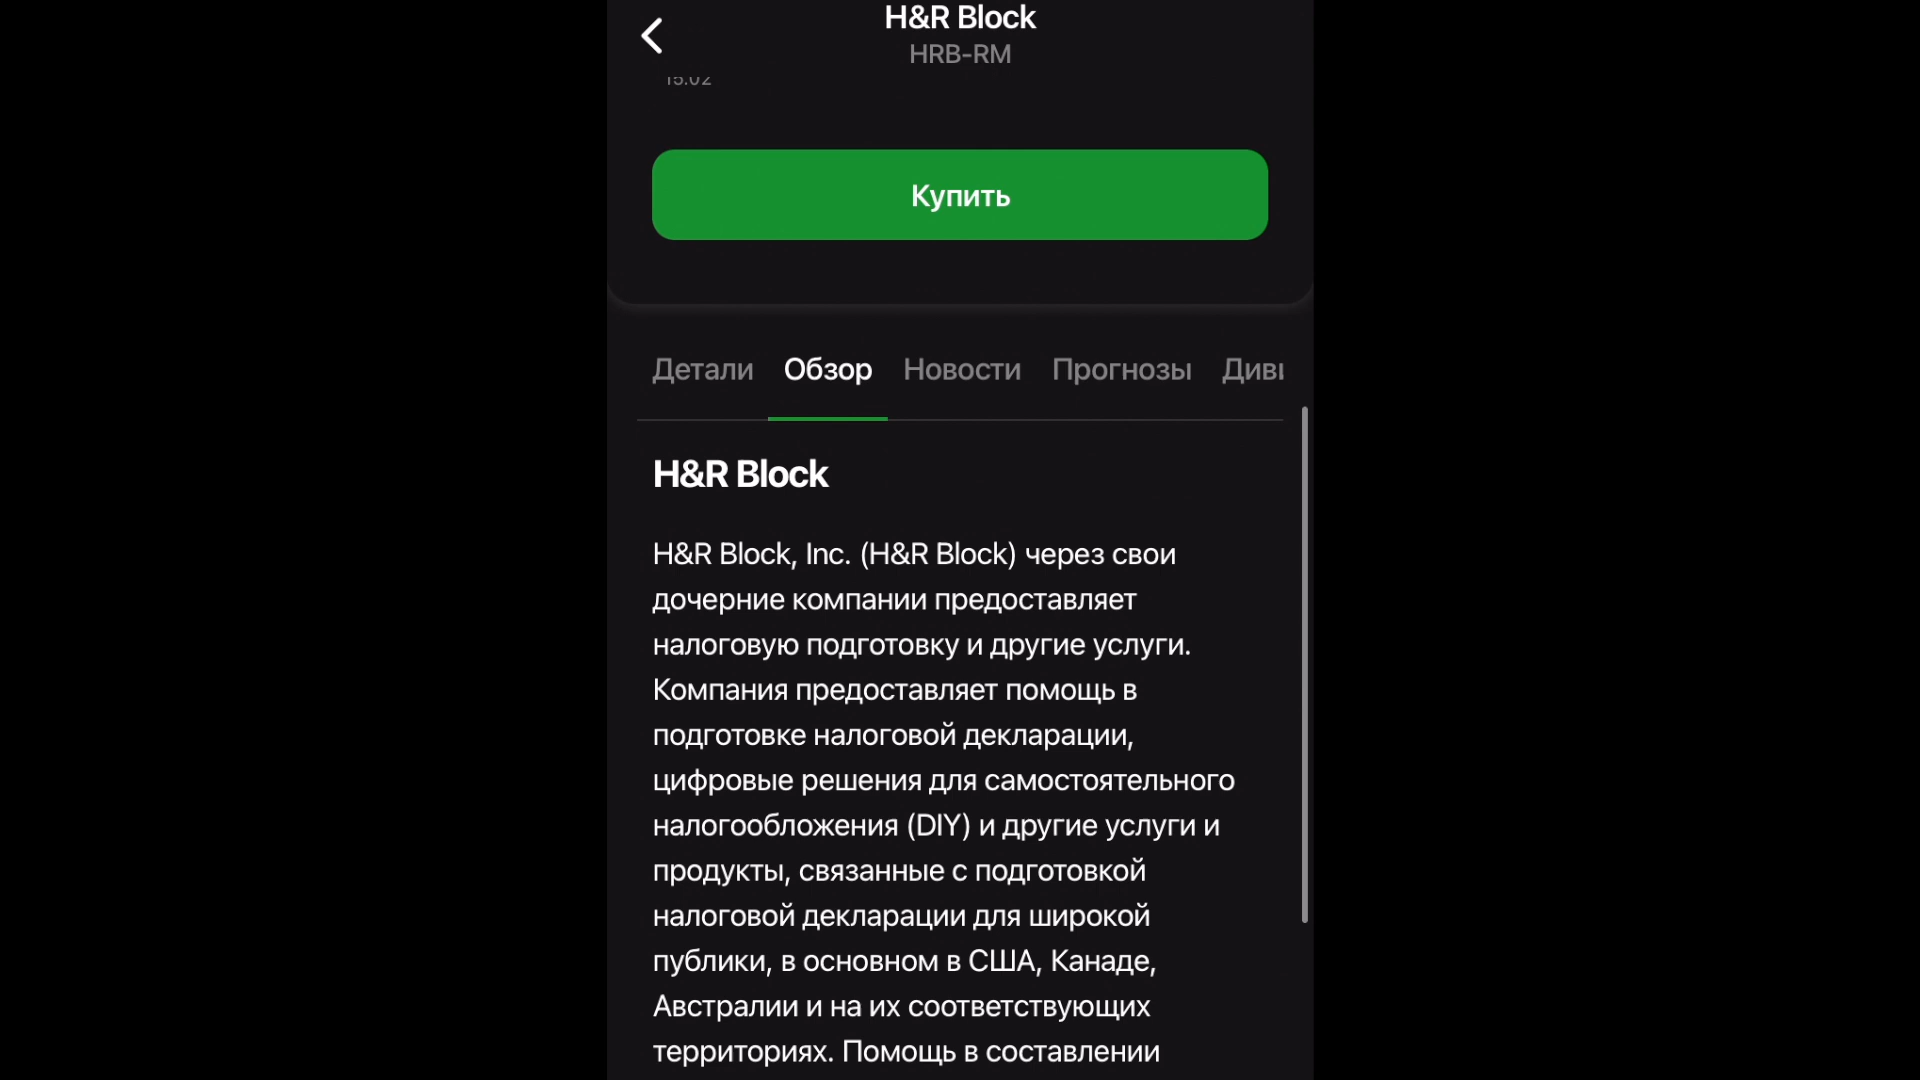 H&R Block
HRB-RM
15.02
Купить
Детали Обзор Новости Прогнозы
H&R Block
H&R Block, Inc. (H&R Block) через свои
дочерние компании предоставляет
налоговую подготовку и другие услуги.
Компания предоставляет помощь в
подготовке налоговой декларации,
цифровые решения для самостоятельного
налогообложения (DIY) и другие услуги и
продукты, связанные с подготовкой
налоговой декларации для широкой
публики, в основном в США, Канаде,
Австралии и на их соответствующих
территориях. Помощь в составлении